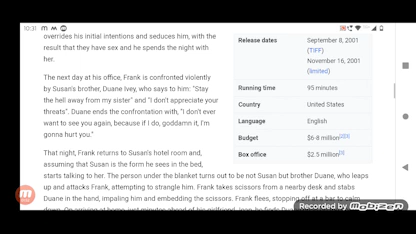 10:31
overrides his initial intentions and seduces him, with the
result that they have sex and he spends the night with
her.
The next day at his office, Frank is confronted violently
by Susan's brother, Duane Ivey, who says to him: "Stay
the hell away from my sister" and "I don't appreciate your
threats". Duane ends the confrontation with, "I don't ever
want to see you again, because if I do, goddamn it, I'm
gonna hurt you."
That night, Frank returns to Susan's hotel room and,
assuming that Susan is the form he sees in the bed,
starts talking to her. The person under the blanket turns out to be not Susan but brother Duane, who leaps
up and attacks Frank, attempting to strangle him. Frank takes scissors from a nearby desk and stabs
Duane in the hand, impaling him and embedding the scissors. Frank flees, stopping off at a bar to calm
Release dates September 8, 2001
(TIFF)
November 16, 2001
(limited)
Running time 95 minutes
Country United States
Language English
Budget $6-8 million
Box office $2.5 million
Recorded by MOBIZEN